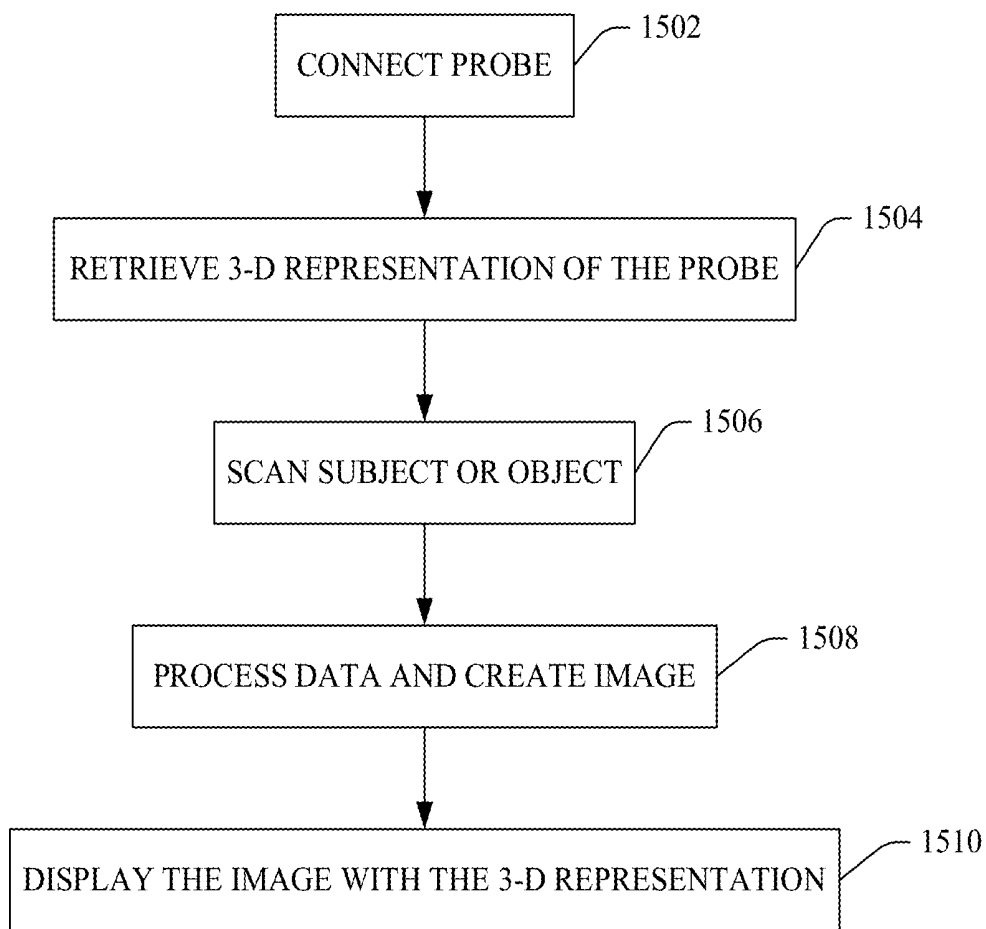 1502
CONNECT PROBE
1504
RETRIEVE 3-D REPRESENTATION OF THE PROBE
1506
SCAN SUBJECT OR OBJECT
1508
PROCESS DATA AND CREATE IMAGE
1510
DISPLAY THE IMAGE WITH THE 3-D REPRESENTATION